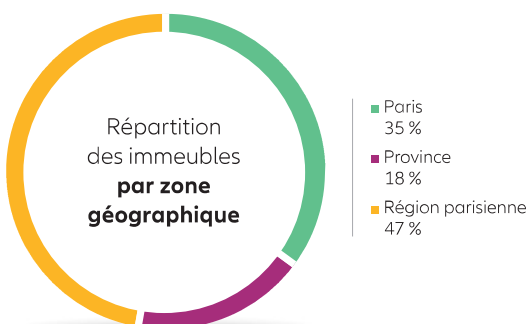 Répartition
des immeubles
par zone
géographique
Paris
35 %
Province
18 %
Région parisienne
47 %